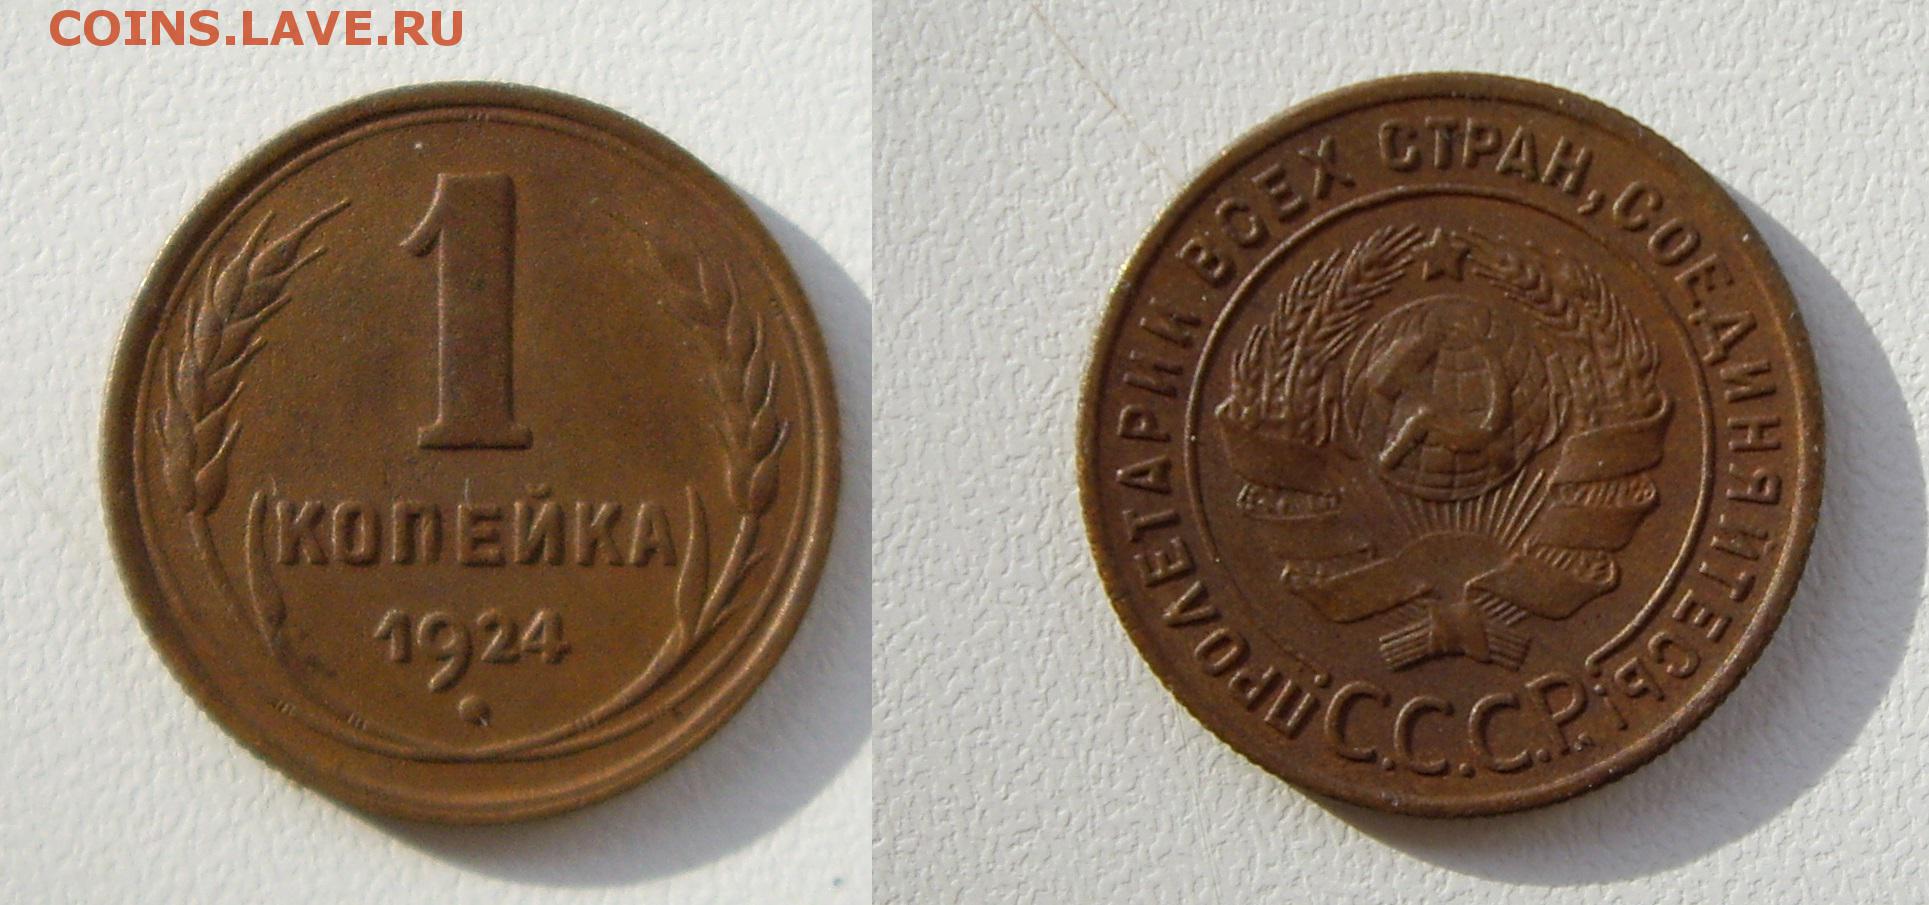 COINS.LAVE.RU
1
КОПЕЙКА
1924
ПРОЛЕТАРИИ ВСЕХ СТРАН, СОЕДИНЯЙТЕСЬ!
С.С.С.Р.